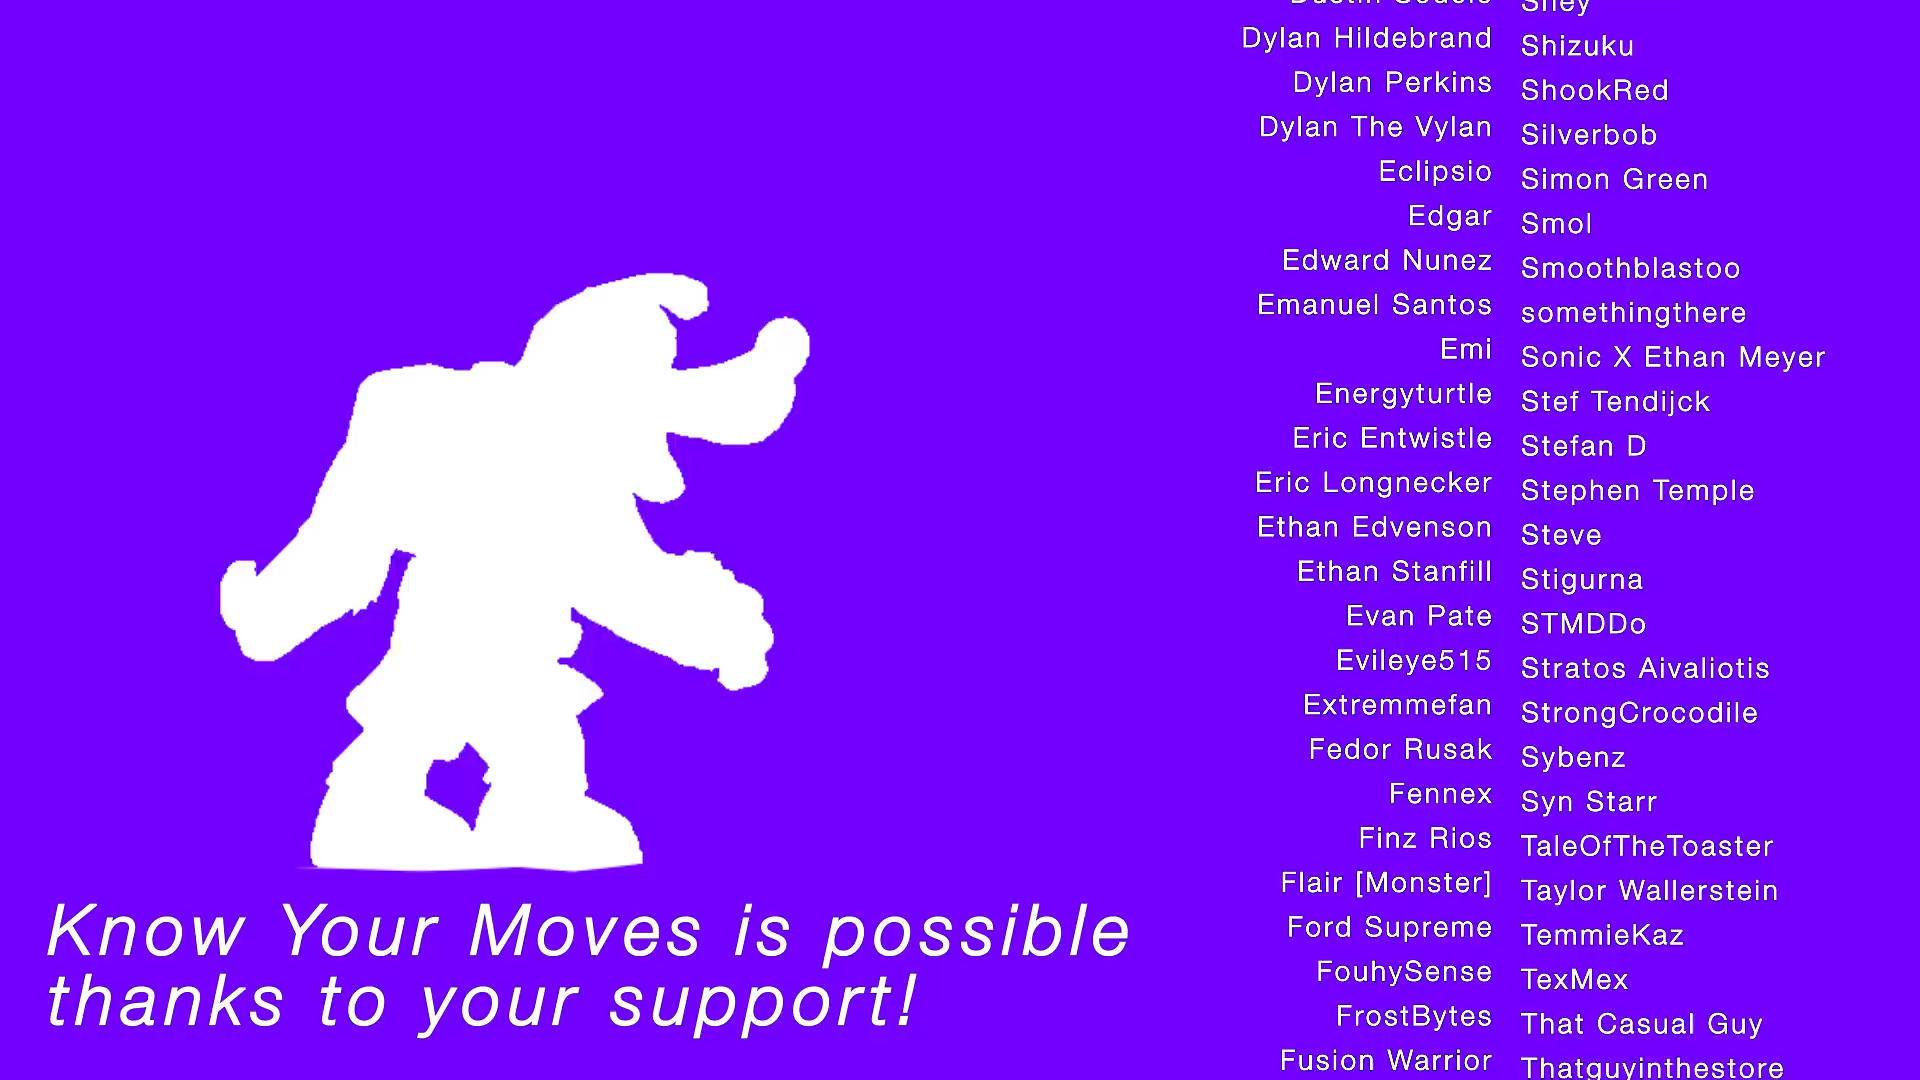 Dylan Hildebrand
Dylan Perkins
Dylan The Vylan
Eclipsio
Edgar
Edward Nunez
Emanuel Santos
Emi
Energyturtle
Eric Entwistle
Eric Longnecker
Ethan Edvenson
Ethan Stanfill
Evan Pate
Evileye515
Extremmefan
Fedor Rusak
Fennex
Finz Rios
Flair [Monster]
Ford Supreme
FouhySense
FrostBytes
Fusion Warrior
Shizuku
ShookRed
Silverbob
Simon Green
Smol
Smoothblastoo
somethingthere
Sonic X Ethan Meyer
Stef Tendijck
Stefan D
Stephen Temple
Steve
Stigurna
STMDDo
Stratos Aivaliotis
StrongCrocodile
Sybenz
Syn Starr
TaleOfTheToaster
Taylor Wallerstein
TemmieKaz
TexMex
That Casual Guy
Thatguyinthestore
Know Your Moves is possible
thanks to your support!